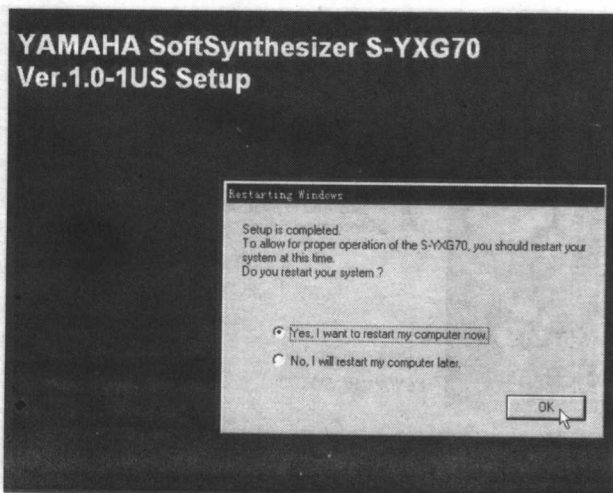 YAMAHA SoftSynthesizer S-YXG70
Ver.1.0-1US Setup
Restarting Windows
Setup is completed.
To allow for proper operation of the S-YXG70, you should restart your
system at this time.
Do you restart your system ?
Yes, I want to restart my computer now.
No, I will restart my computer later.
OK